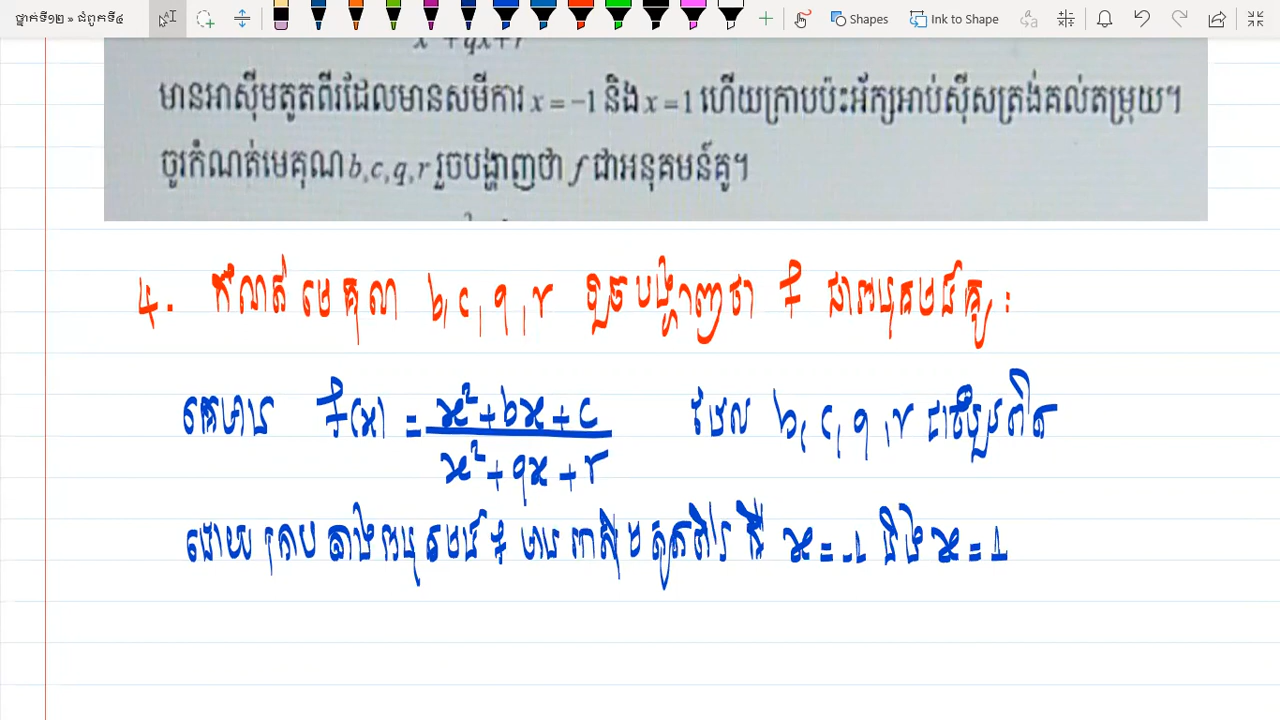 ថ្នាក់ទី១២ » ជំពូកទី៤
Shapes Ink to Shape
x²+qx+r
មានអាស៊ីមតូតពីរដែលមានសមីការ x = −1 និង x = 1 ហើយក្រាបប៉ះអ័ក្សអាប់ស៊ីសត្រង់គល់តម្រុយ។
ចូរកំណត់មេគុណ b,c,q,r រួចបង្ហាញថា f ជាអនុគមន៍គូ។
4. កំណត់មេគុណ b, c, q, r រួចបង្ហាញថា f ជាអនុគមន៍គូ :
គេមាន f(x) = (x²+bx+c)/(x²+qx+r) ដែល b, c, q, r ជាចំនួនពិត
ដោយ ក្រាបតាងអនុគមន៍ f មានអាស៊ីមតូតពីរ គឺ x = -1 និង x = 1